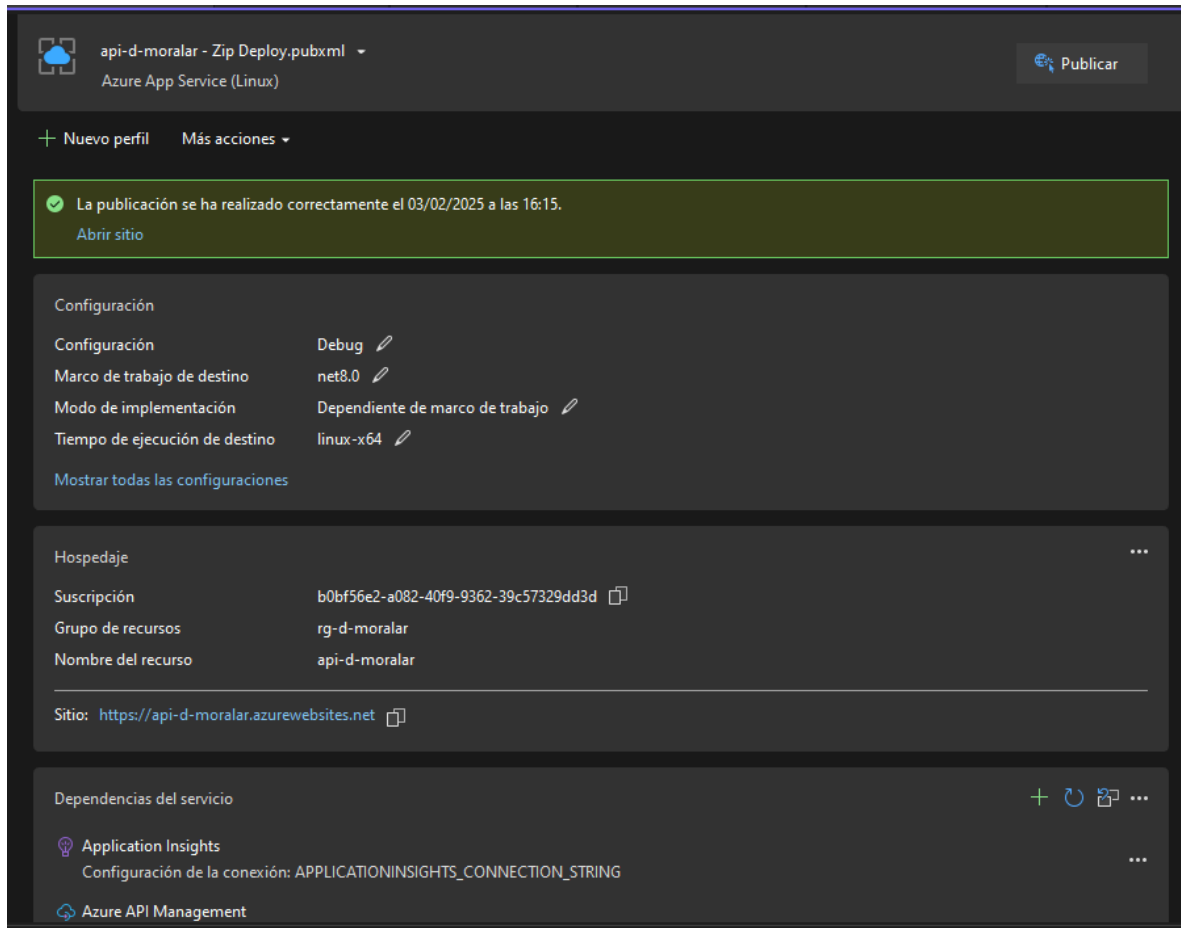 api-d-moralar - Zip Deploy.pubxml
Azure App Service (Linux)
Publicar
Nuevo perfil Más acciones
La publicación se ha realizado correctamente el 03/02/2025 a las 16:15.
Abrir sitio
Configuración
Configuración Debug
Marco de trabajo de destino net8.0
Modo de implementación Dependiente de marco de trabajo
Tiempo de ejecución de destino linux-x64
Mostrar todas las configuraciones
Hospedaje
Suscripción b0bf56e2-a082-40f9-9362-39c57329dd3d
Grupo de recursos rg-d-moralar
Nombre del recurso api-d-moralar
Sitio: https://api-d-moralar.azurewebsites.net
Dependencias del servicio
Application Insights
Configuración de la conexión: APPLICATIONINSIGHTS_CONNECTION_STRING
Azure API Management